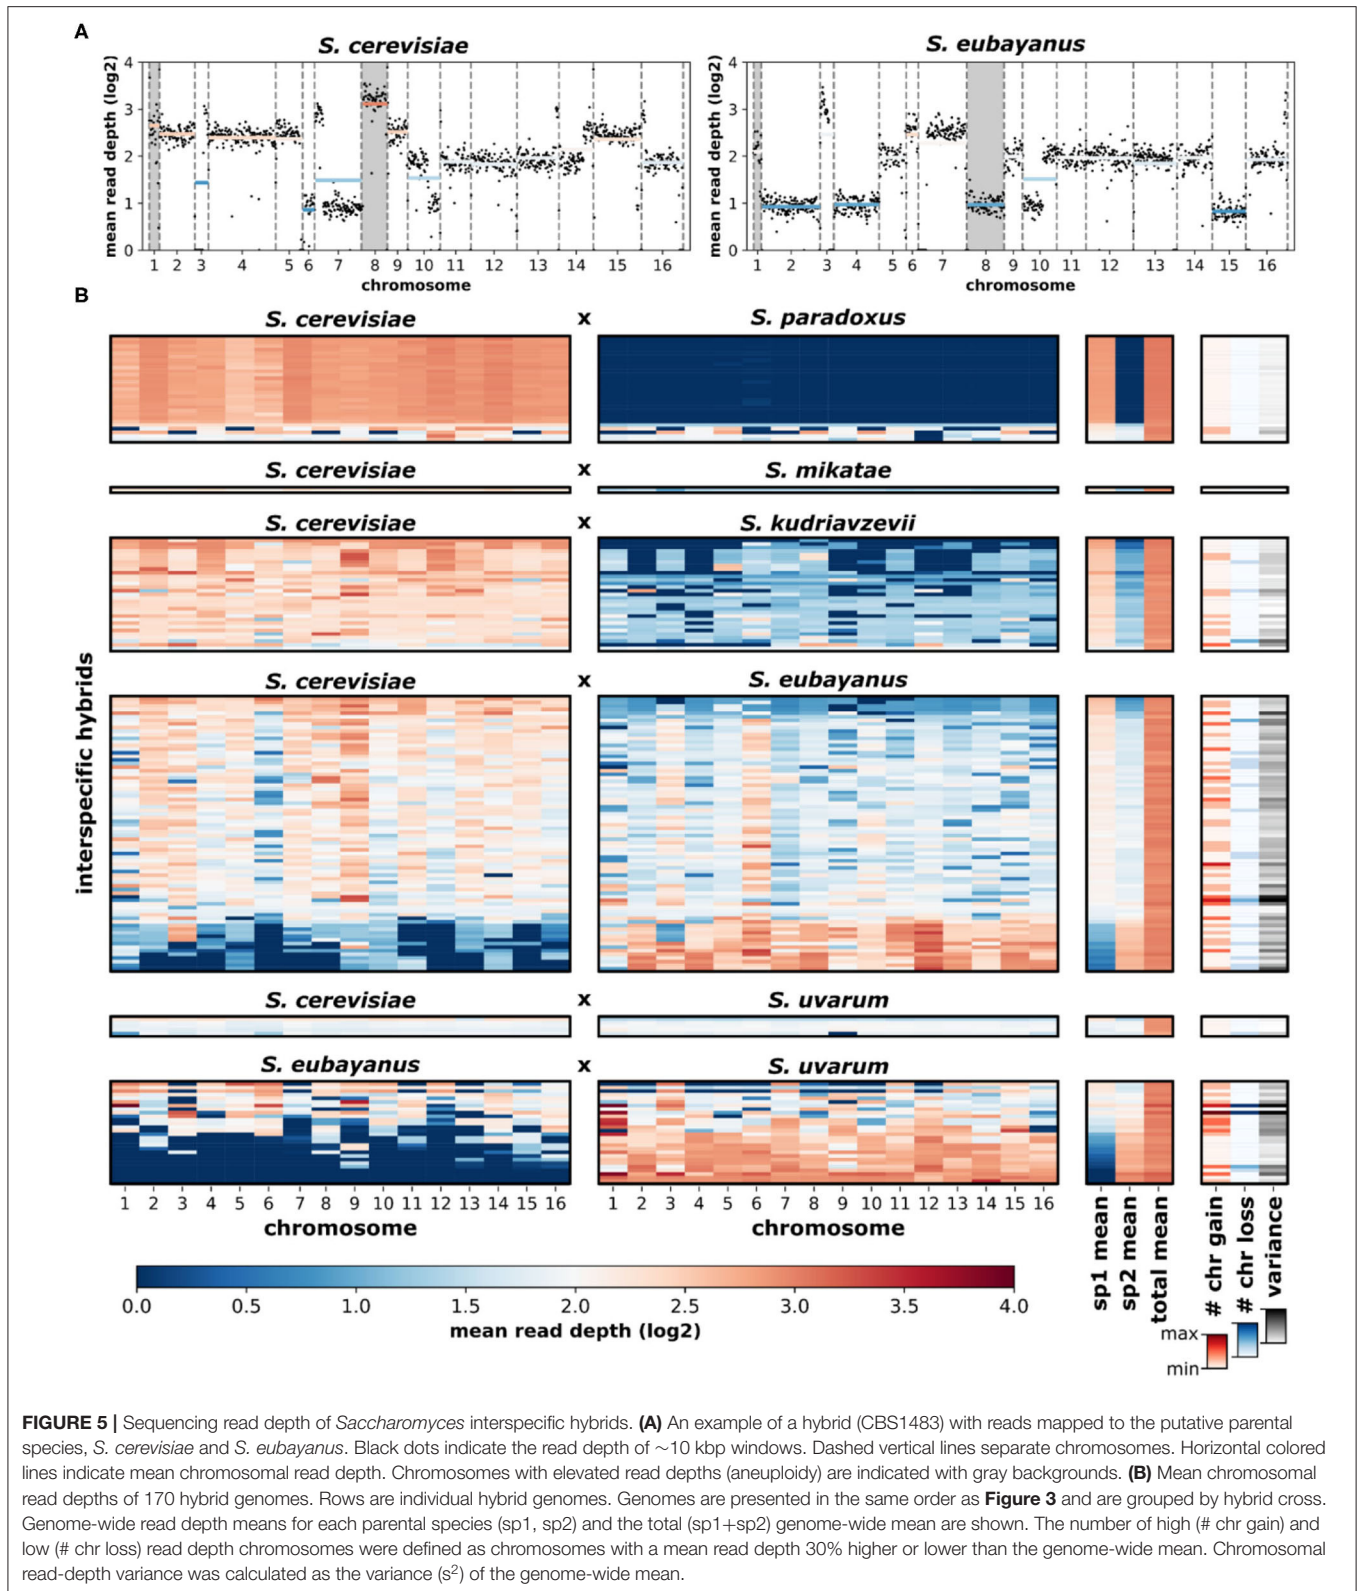 A
S. cerevisiae
S. eubayanus
mean read depth (log2)
4
3
2
1
0
1 2 3 4 5 6 7 8 9 10 11 12 13 14 15 16
chromosome
mean read depth (log2)
4
3
2
1
0
1 2 3 4 5 6 7 8 9 10 11 12 13 14 15 16
chromosome
B
S. cerevisiae x S. paradoxus
S. cerevisiae x S. mikatae
S. cerevisiae x S. kudriavzevii
S. cerevisiae x S. eubayanus
interspecific hybrids
S. cerevisiae x S. uvarum
S. eubayanus x S. uvarum
1 2 3 4 5 6 7 8 9 10 11 12 13 14 15 16
chromosome
1 2 3 4 5 6 7 8 9 10 11 12 13 14 15 16
chromosome
sp1 mean
sp2 mean
total mean
# chr gain
# chr loss
variance
max
min
0.0 0.5 1.0 1.5 2.0 2.5 3.0 3.5 4.0
mean read depth (log2)
FIGURE 5 | Sequencing read depth of Saccharomyces interspecific hybrids. (A) An example of a hybrid (CBS1483) with reads mapped to the putative parental
species, S. cerevisiae and S. eubayanus. Black dots indicate the read depth of ∼10 kbp windows. Dashed vertical lines separate chromosomes. Horizontal colored
lines indicate mean chromosomal read depth. Chromosomes with elevated read depths (aneuploidy) are indicated with gray backgrounds. (B) Mean chromosomal
read depths of 170 hybrid genomes. Rows are individual hybrid genomes. Genomes are presented in the same order as Figure 3 and are grouped by hybrid cross.
Genome-wide read depth means for each parental species (sp1, sp2) and the total (sp1+sp2) genome-wide mean are shown. The number of high (# chr gain) and
low (# chr loss) read depth chromosomes were defined as chromosomes with a mean read depth 30% higher or lower than the genome-wide mean. Chromosomal
read-depth variance was calculated as the variance (s²) of the genome-wide mean.